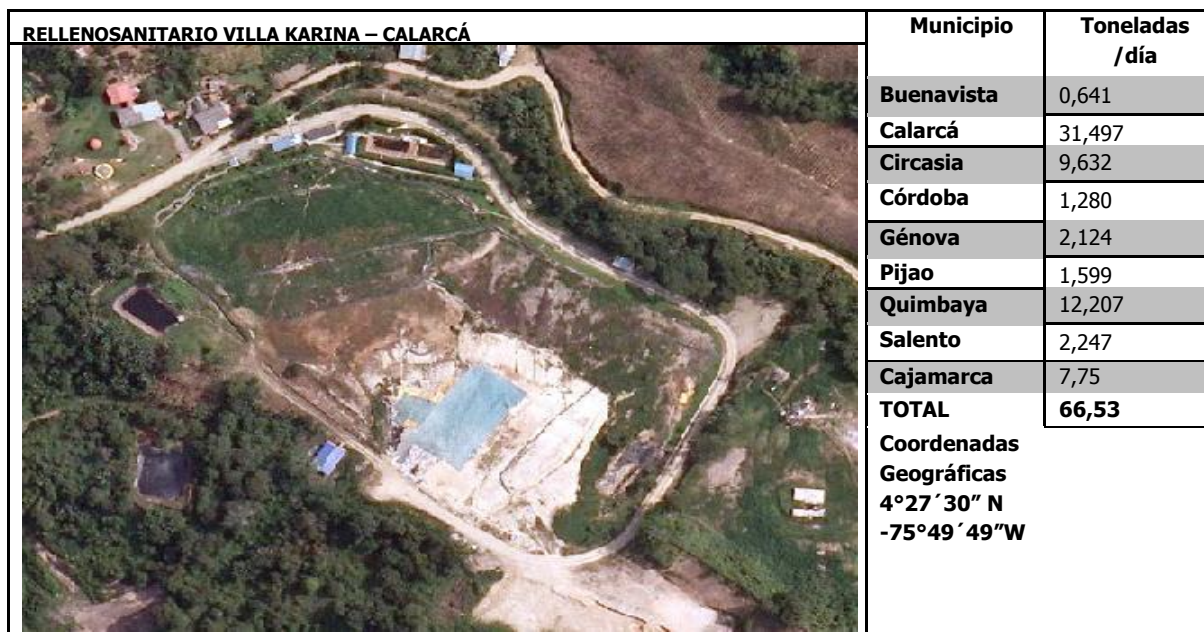 RELLENOSANITARIO VILLA KARINA – CALARCÁ
Municipio Toneladas
/día
Buenavista 0,641
Calarcá 31,497
Circasia 9,632
Córdoba 1,280
Génova 2,124
Pijao 1,599
Quimbaya 12,207
Salento 2,247
Cajamarca 7,75
TOTAL 66,53
Coordenadas
Geográficas
4°27´30” N
-75°49´49”W